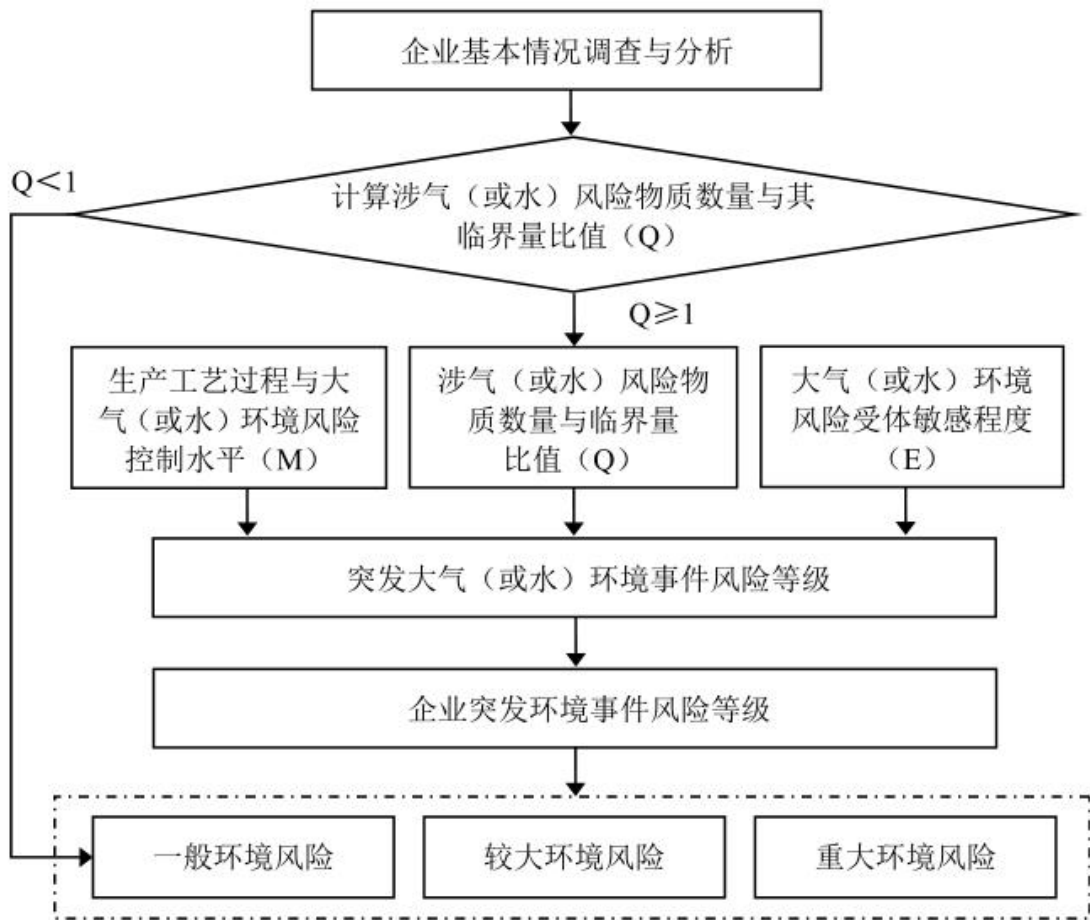 企业基本情况调查与分析
Q＜1
计算涉气（或水）风险物质数量与其
临界量比值（Q）
Q≥1
生产工艺过程与大
气（或水）环境风险
控制水平（M）
涉气（或水）风险物
质数量与临界量
比值（Q）
大气（或水）环境
风险受体敏感程度
（E）
突发大气（或水）环境事件风险等级
企业突发环境事件风险等级
一般环境风险
较大环境风险
重大环境风险